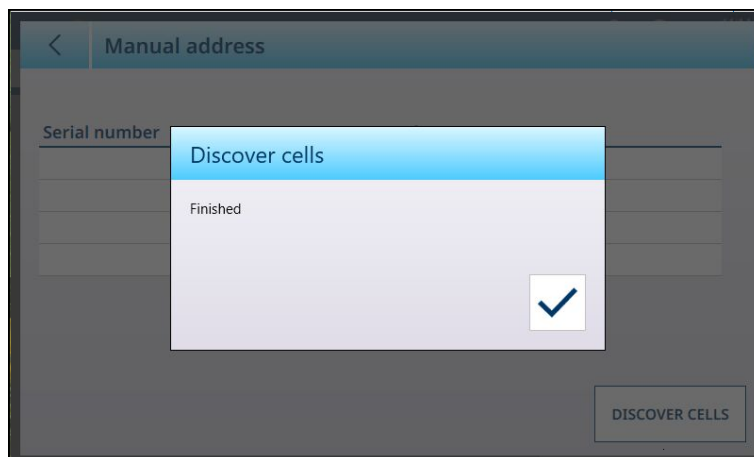 Manual address
Serial number
Discover cells
Finished
DISCOVER CELLS